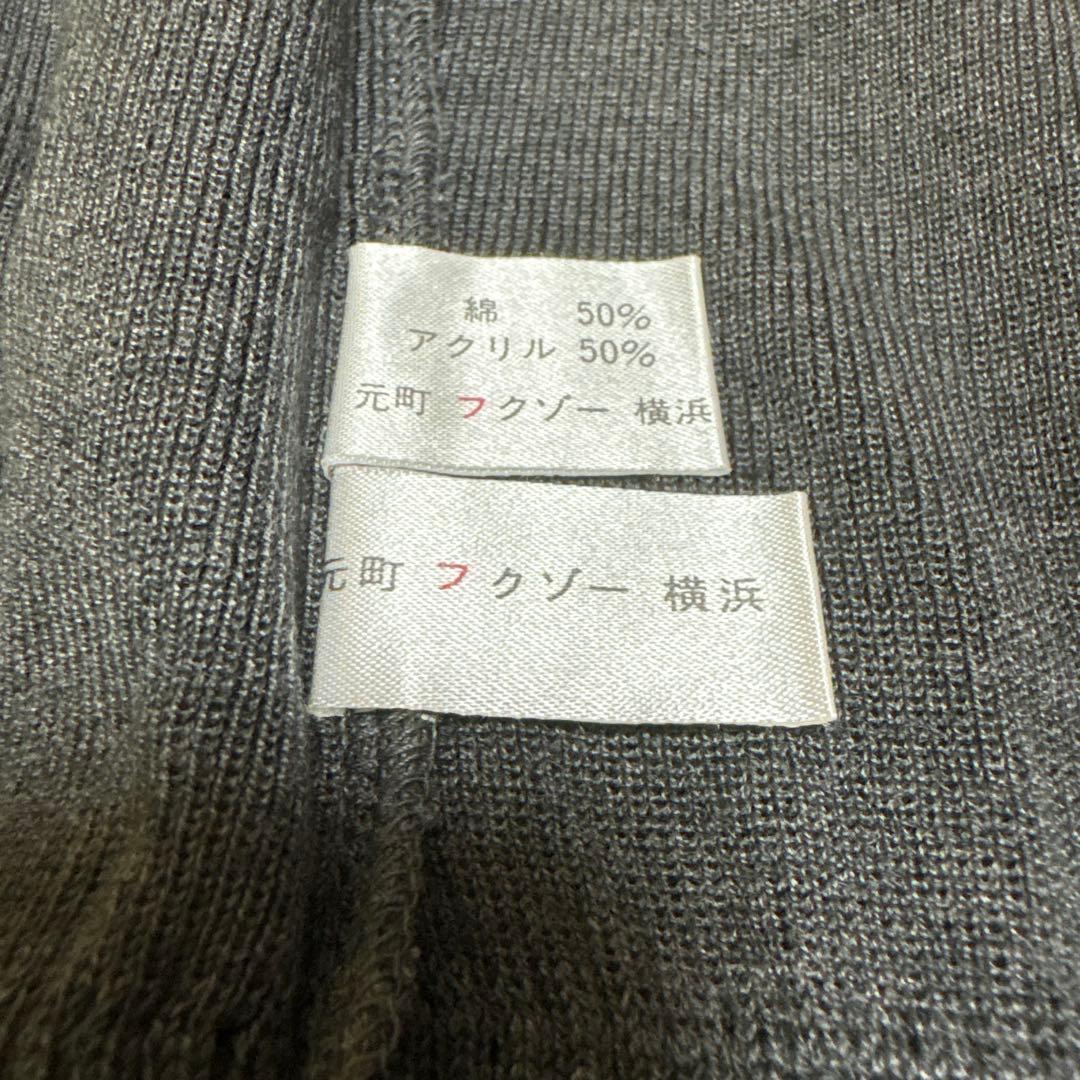 綿 50%
アクリル 50%
元町 フクゾー 横浜
元町 フクゾー 横浜